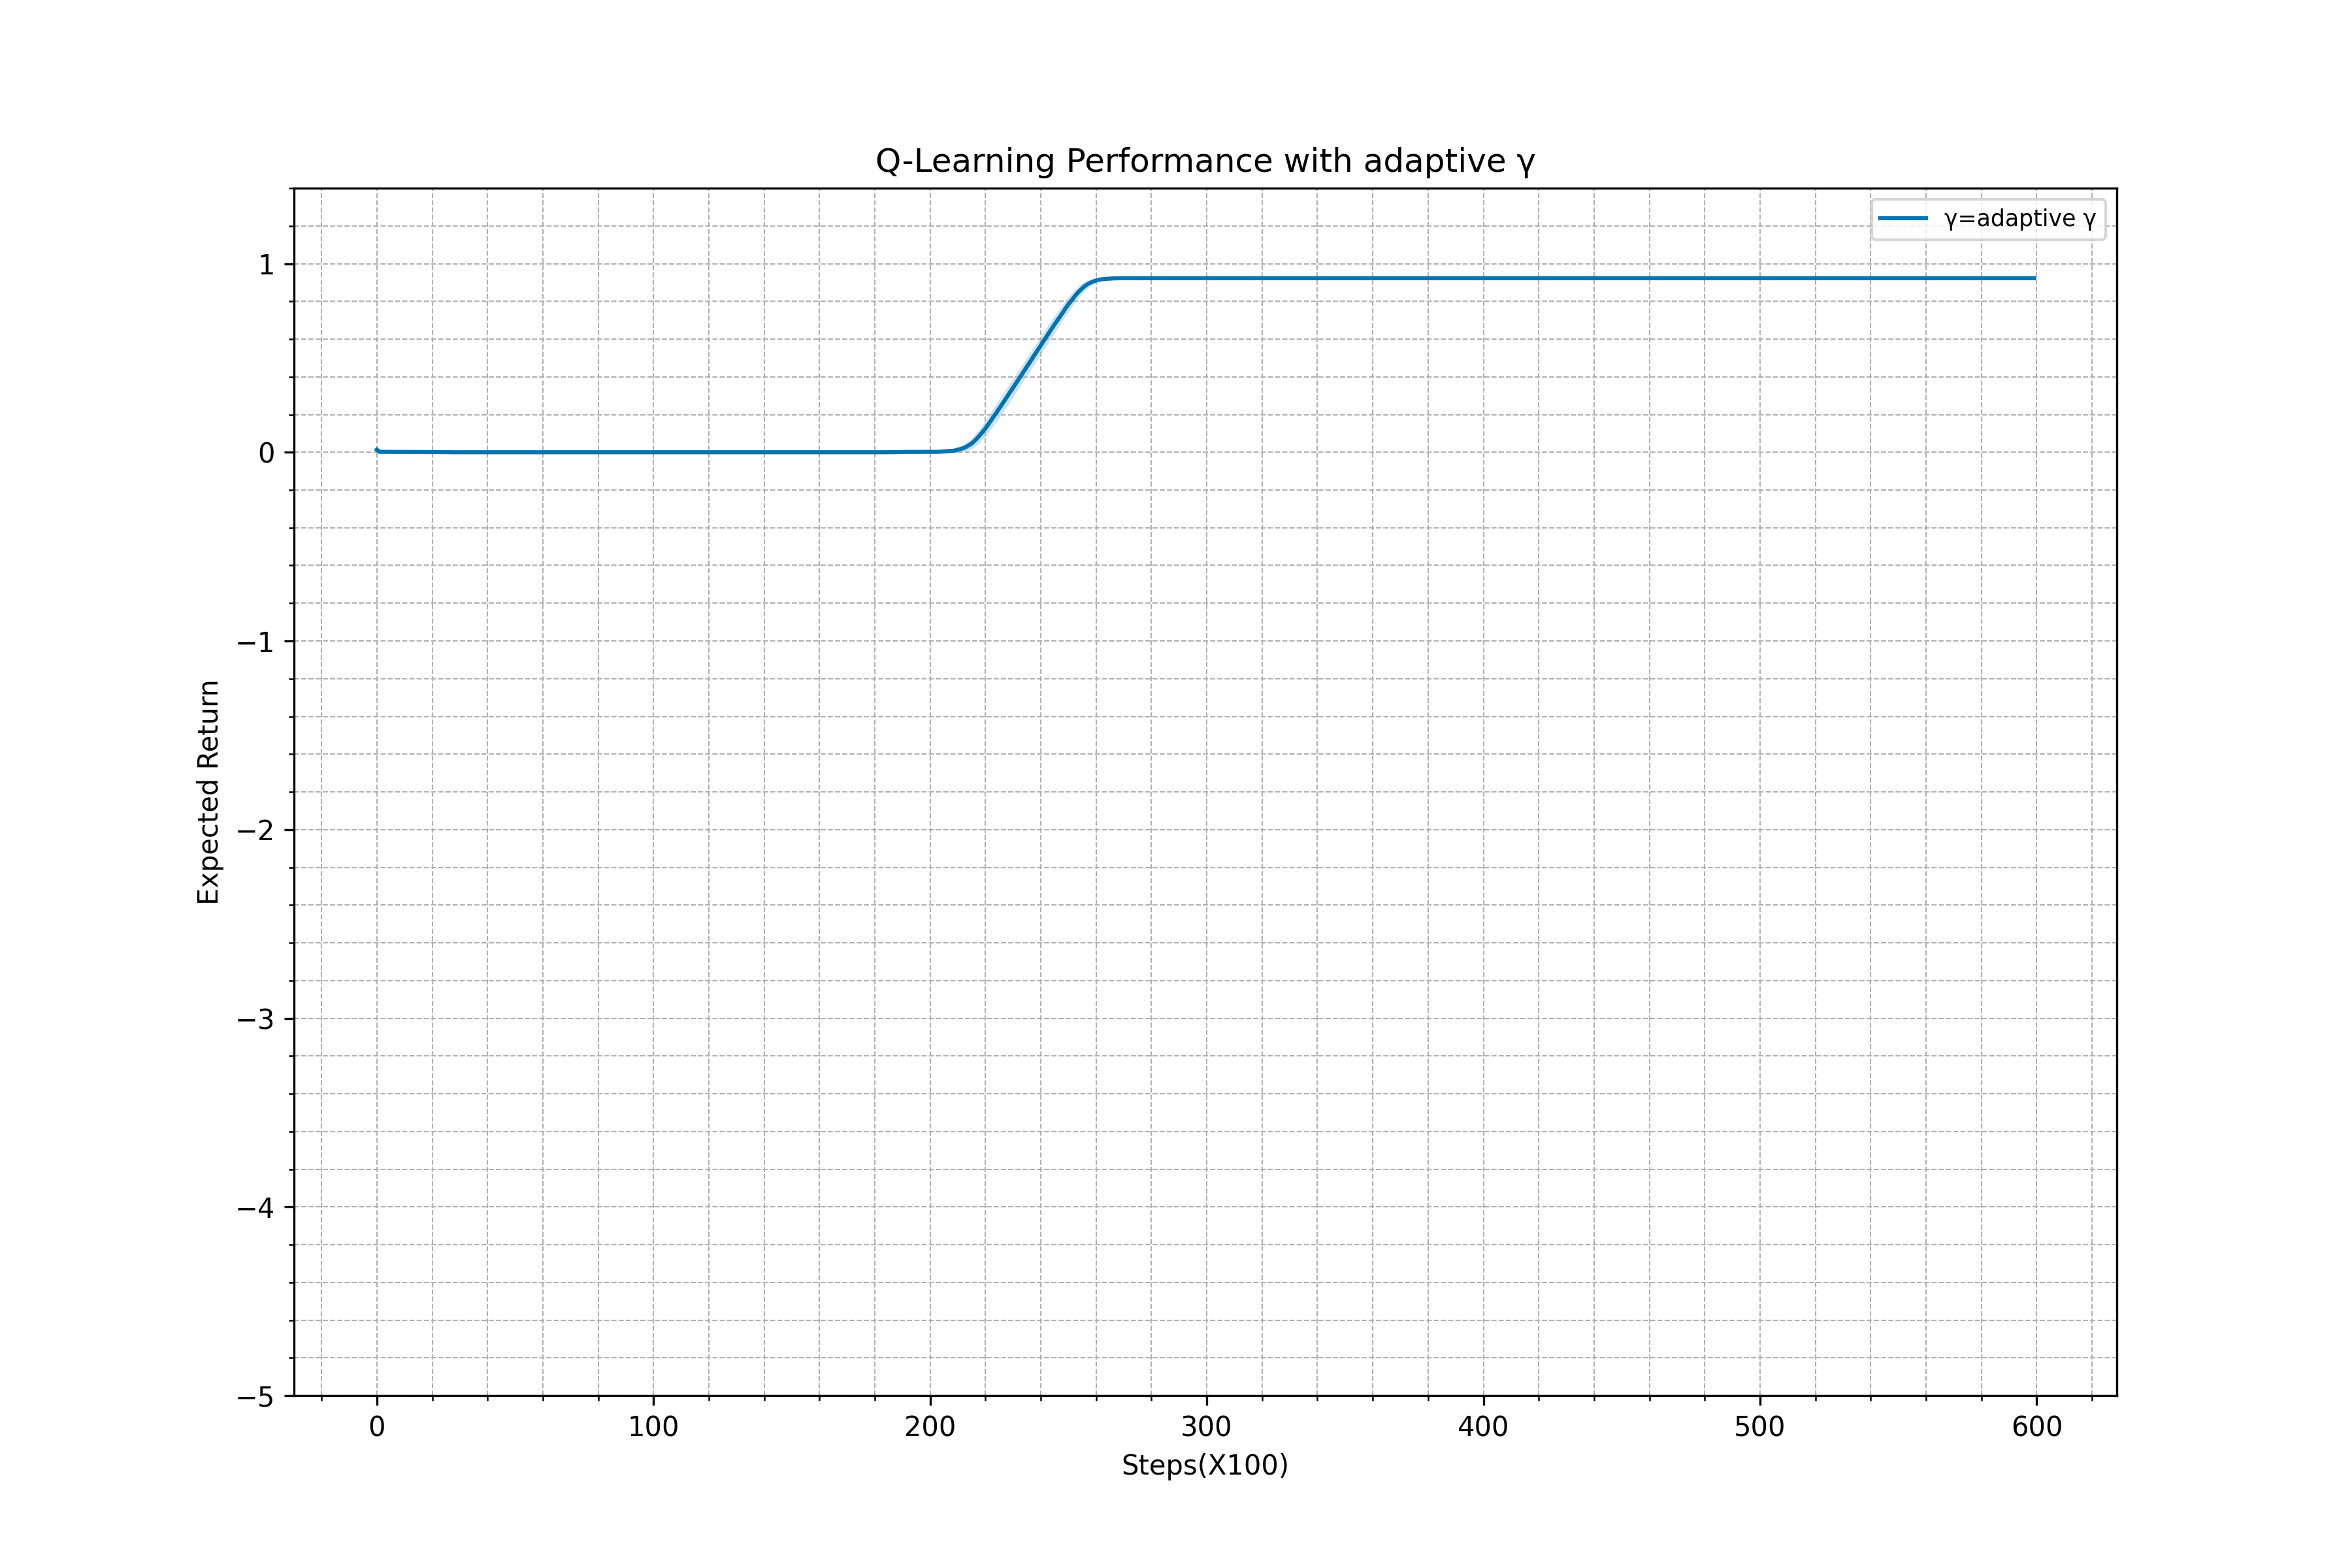 Q-Learning Performance with adaptive γ
γ=adaptive γ
1
0
−1
−2
−3
−4
−5
Expected Return
0 100 200 300 400 500 600
Steps(X100)